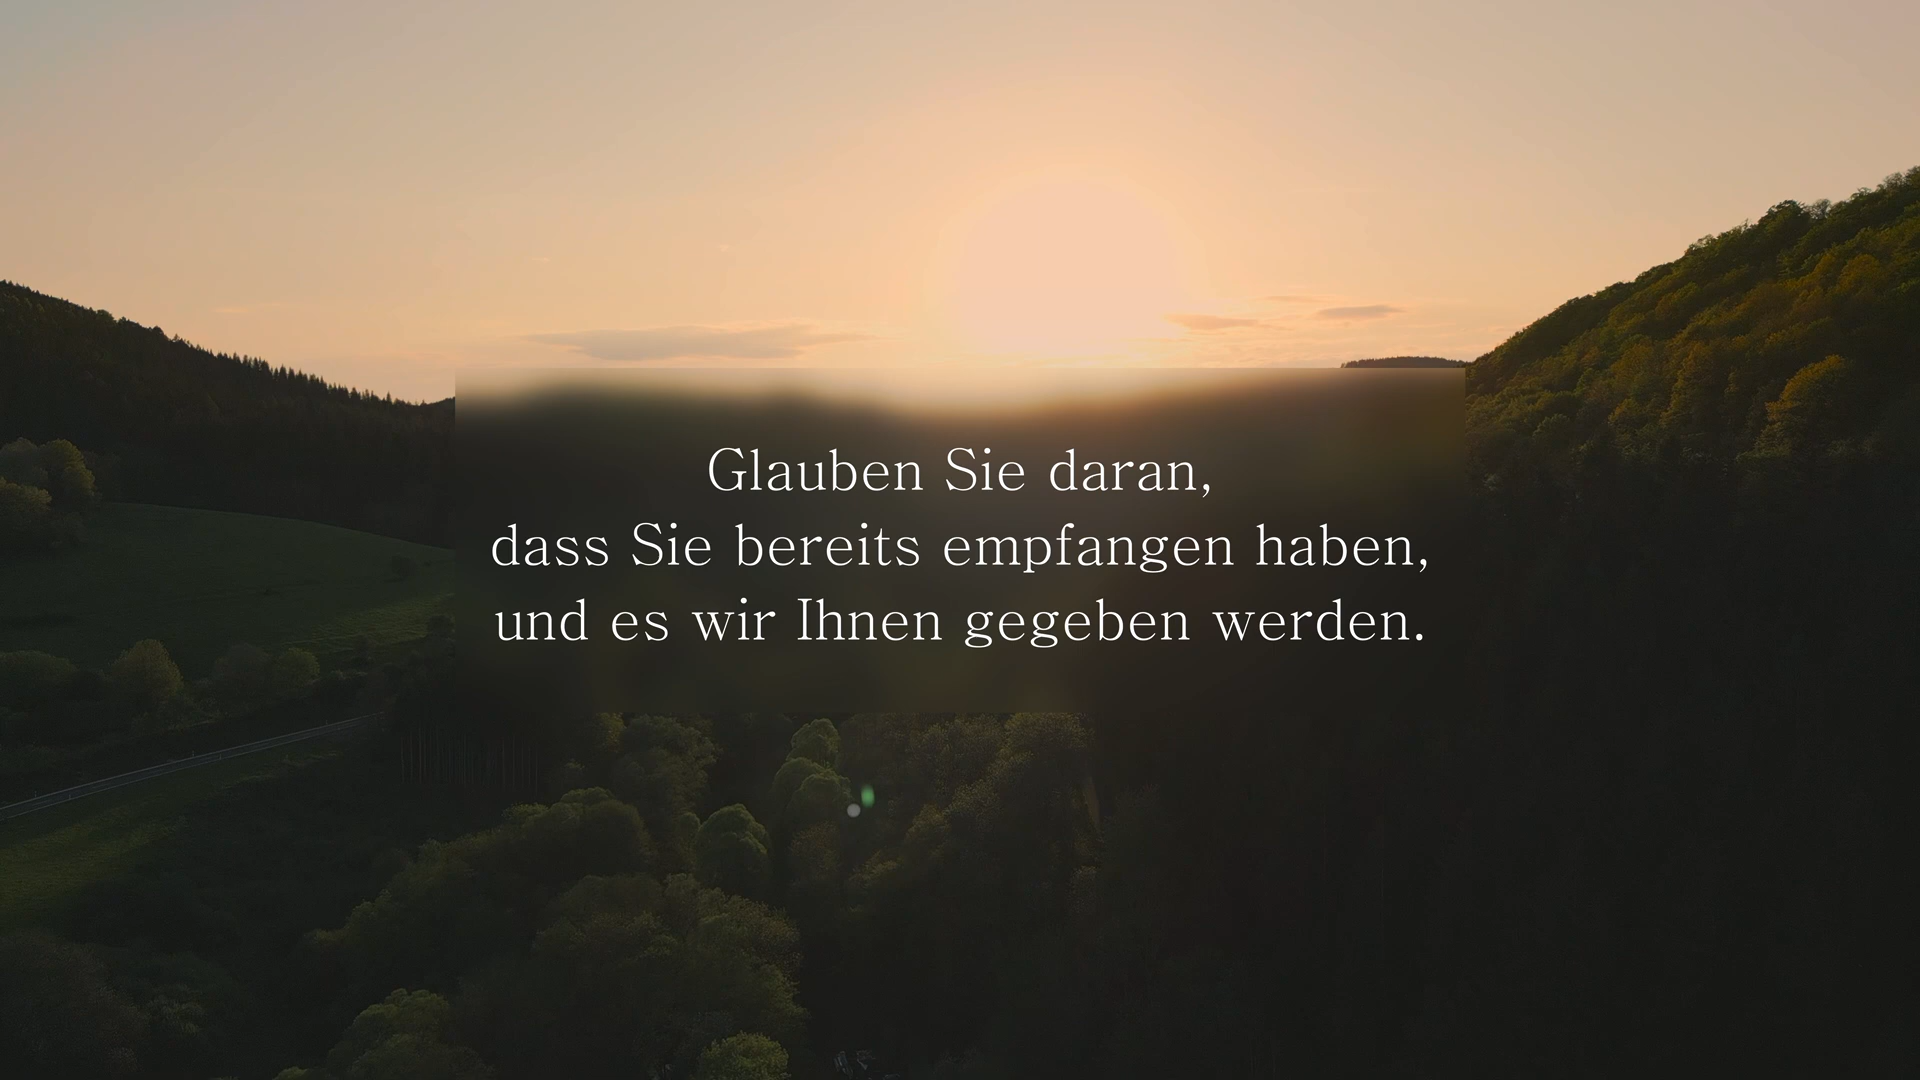 Glauben Sie daran,
dass Sie bereits empfangen haben,
und es wir Ihnen gegeben werden.